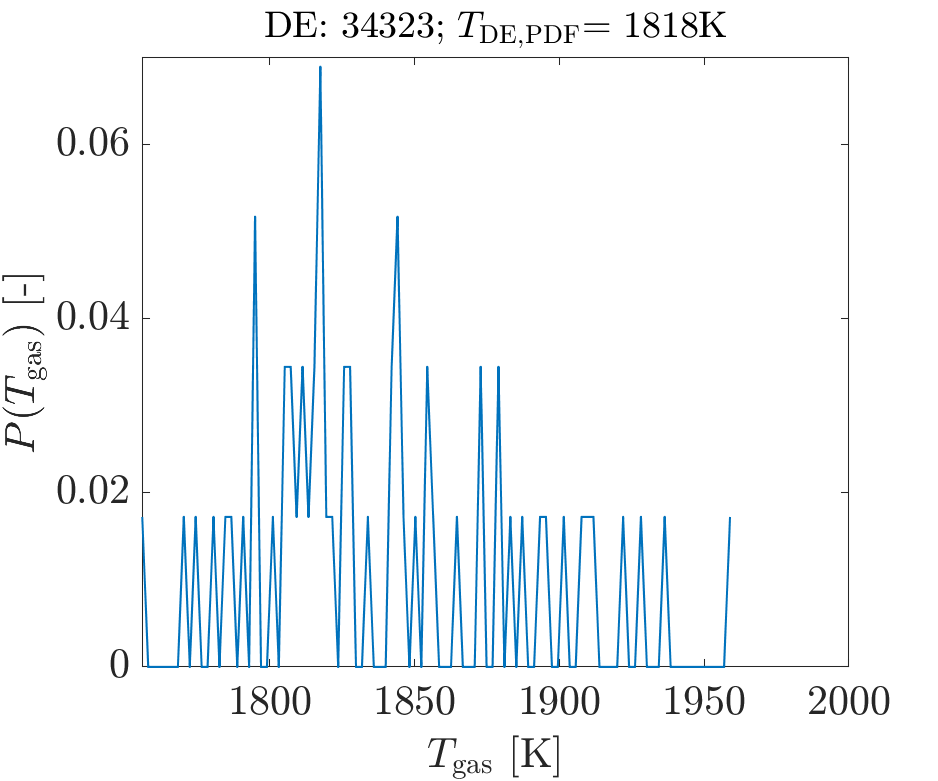 DE: 34323; T_DE,PDF= 1818K
P(T_gas) [-]
0.06
0.04
0.02
0
1800 1850 1900 1950 2000
T_gas [K]